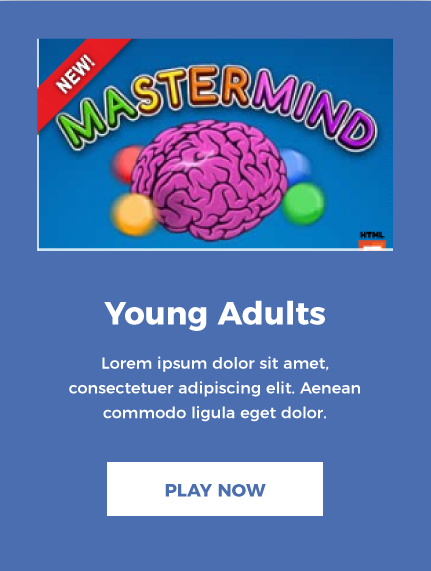 NEW!
MASTERMIND
HTML
Young Adults
Lorem ipsum dolor sit amet,
consectetuer adipiscing elit. Aenean
commodo ligula eget dolor.
PLAY NOW